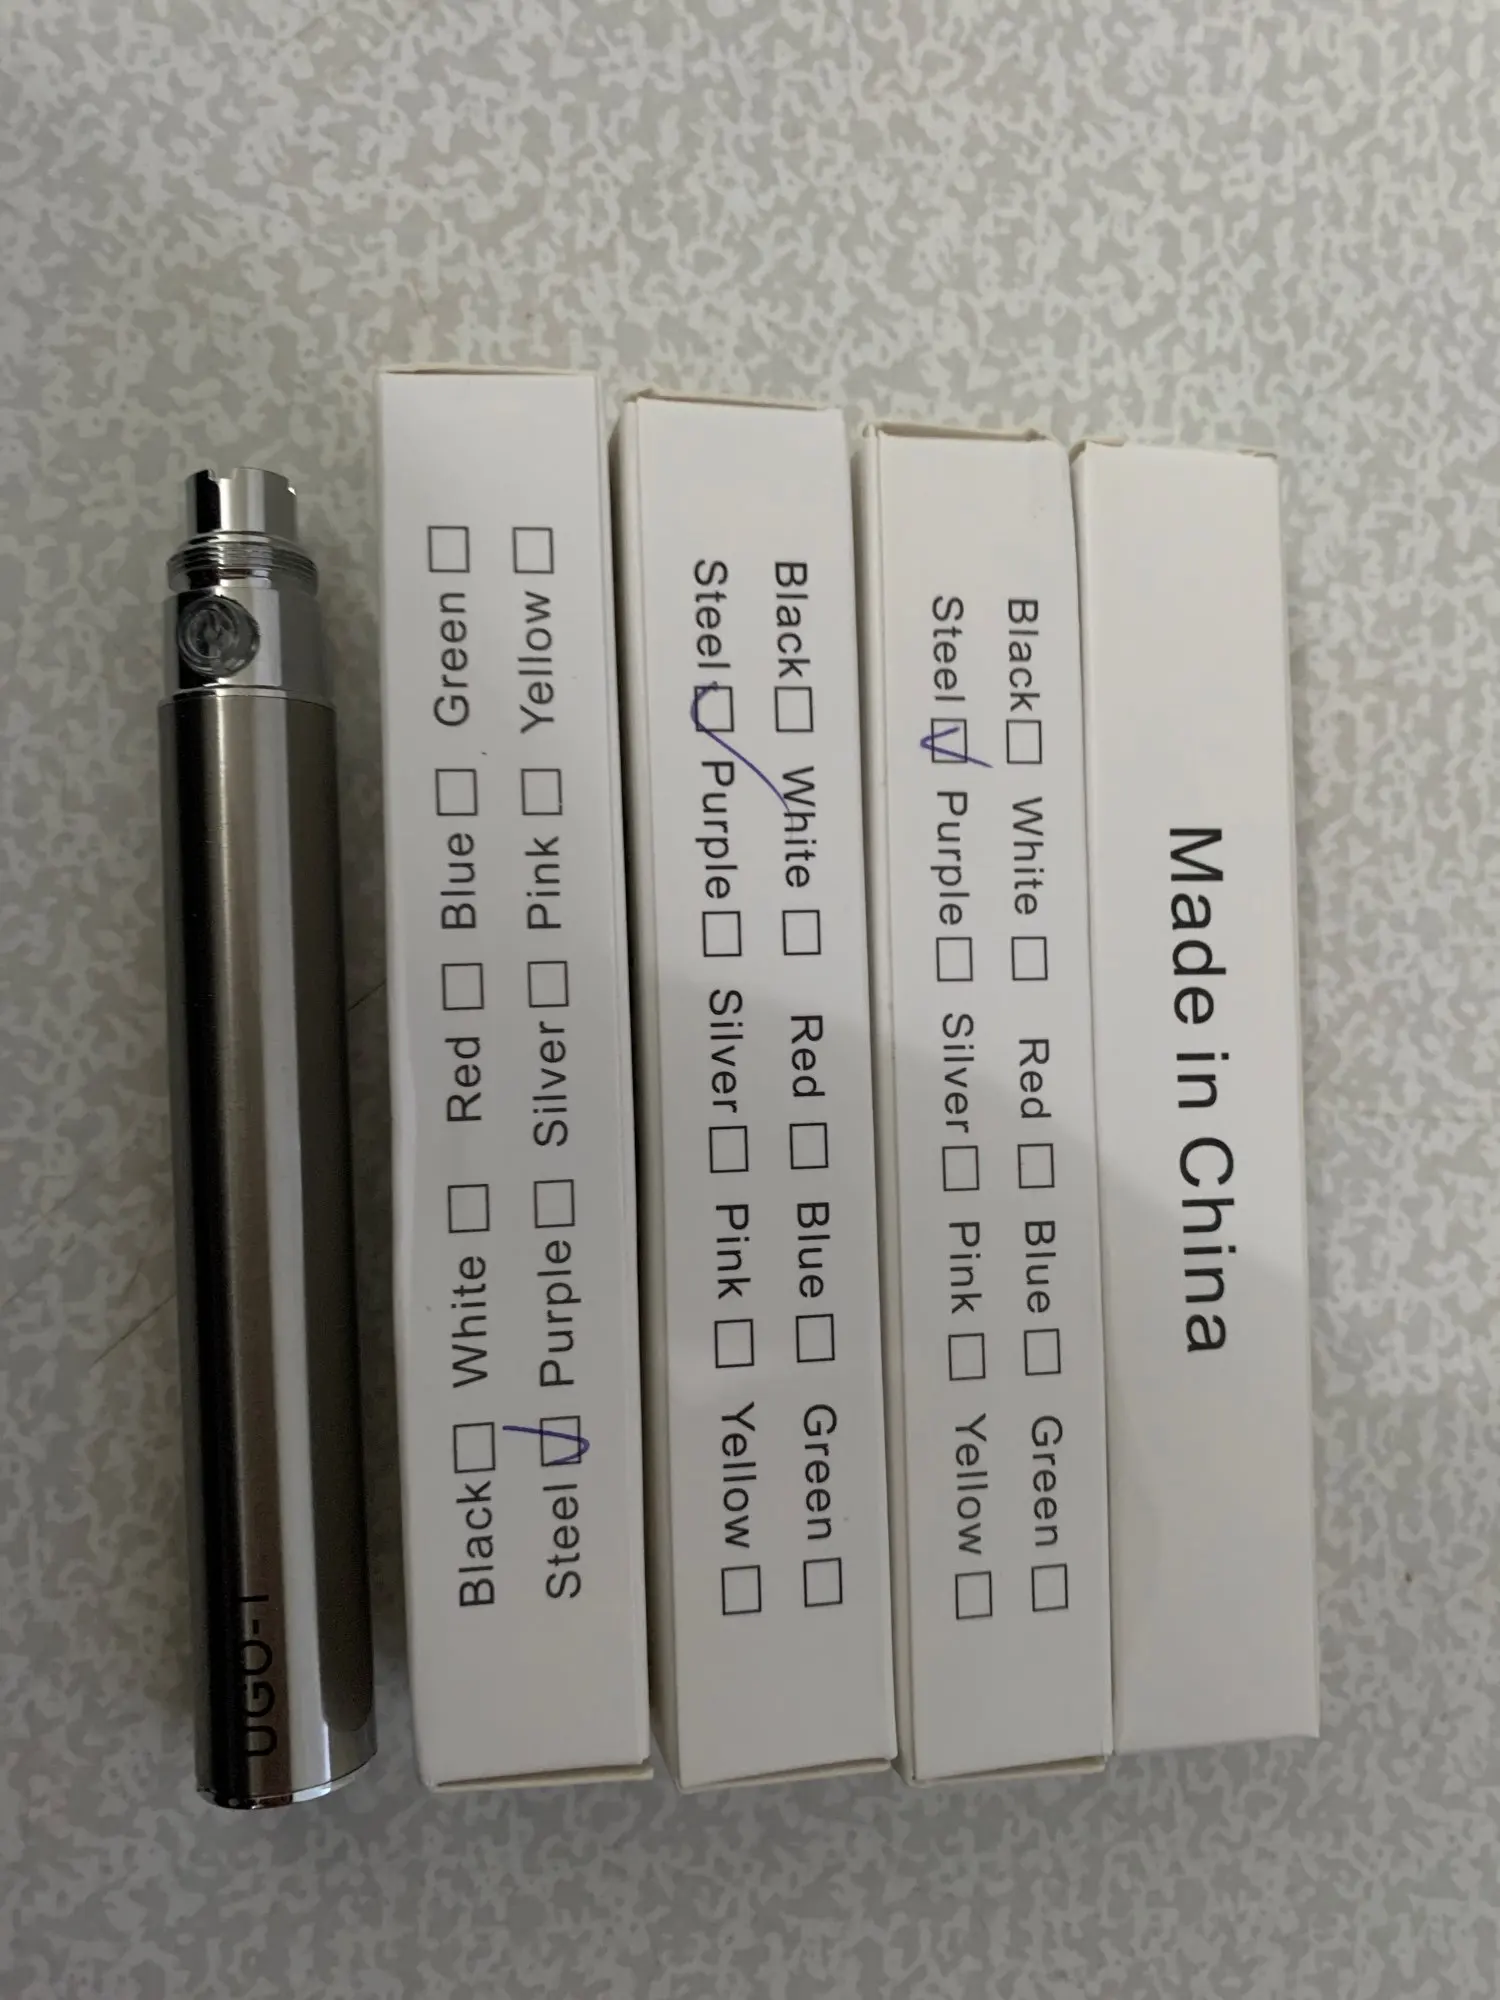 UGO-T
Black☐ White ☐ Red ☐ Blue ☐ Green ☐
Steel ☑ Purple☐ Silver☐ Pink ☐ Yellow ☐
Black☐ White ☐ Red ☐ Blue ☐ Green ☐
Steel ☑ Purple☐ Silver☐ Pink ☐ Yellow ☐
Black☐ White ☐ Red ☐ Blue ☐ Green ☐
Steel ☑ Purple☐ Silver☐ Pink ☐ Yellow ☐
Made in China